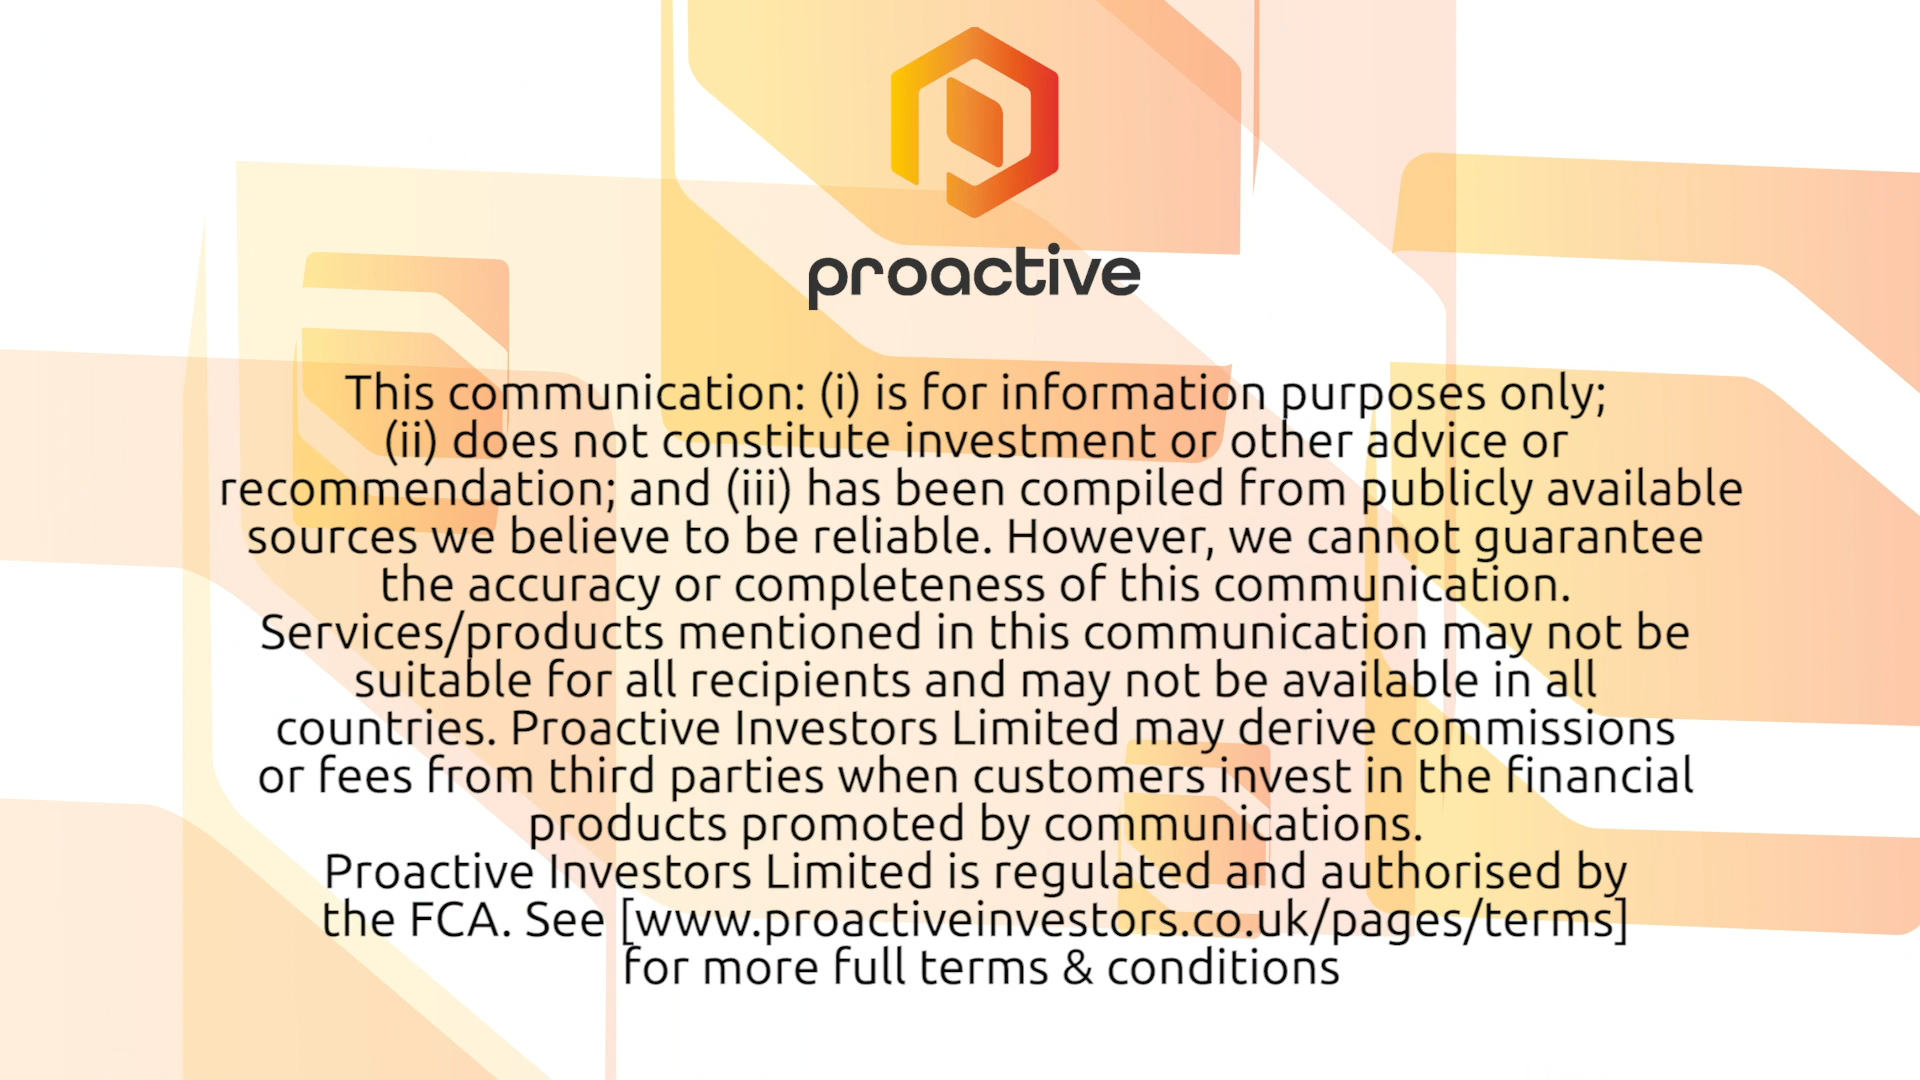 proactive
This communication: (i) is for information purposes only;
(ii) does not constitute investment or other advice or
recommendation; and (iii) has been compiled from publicly available
sources we believe to be reliable. However, we cannot guarantee
the accuracy or completeness of this communication.
Services/products mentioned in this communication may not be
suitable for all recipients and may not be available in all
countries. Proactive Investors Limited may derive commissions
or fees from third parties when customers invest in the financial
products promoted by communications.
Proactive Investors Limited is regulated and authorised by
the FCA. See [www.proactiveinvestors.co.uk/pages/terms]
for more full terms & conditions